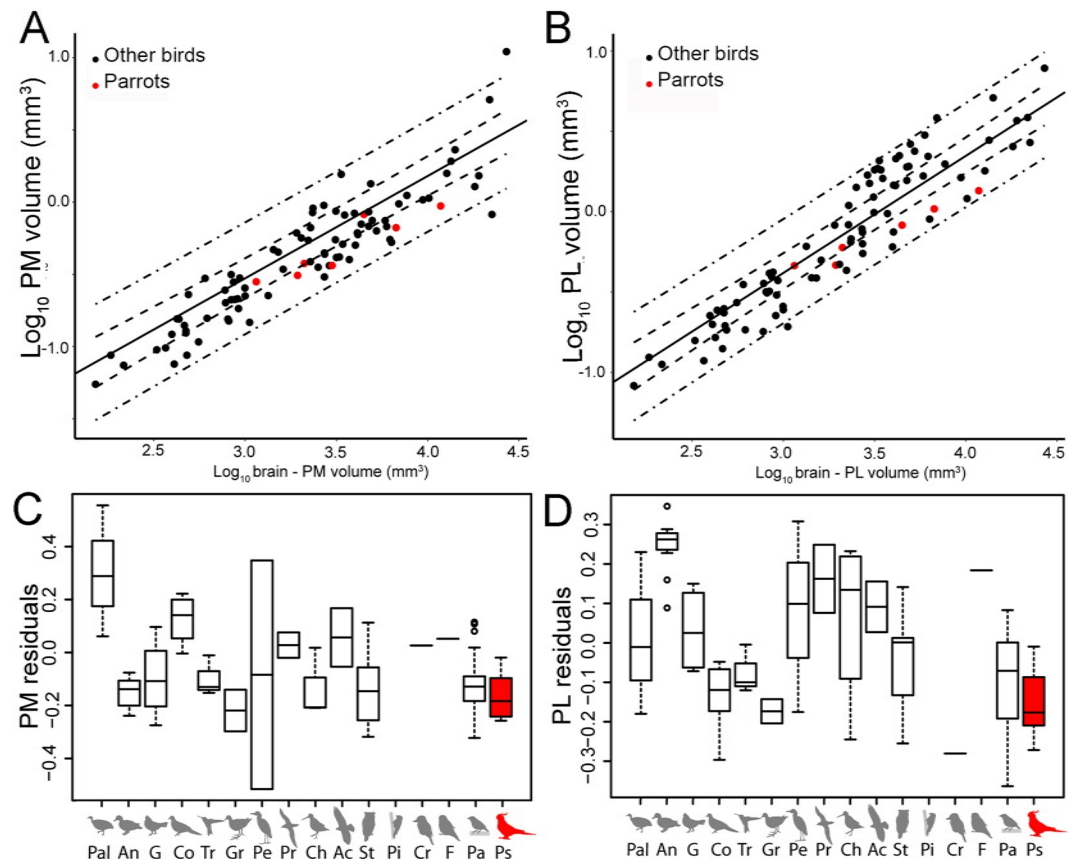 A
B
Other birds
Parrots
Other birds
Parrots
1.0
0.0
-1.0
Log10 PM volume (mm3)
1.0
0.0
-1.0
Log10 PL volume (mm3)
2.5 3.0 3.5 4.0 4.5
Log10 brain - PM volume (mm3)
2.5 3.0 3.5 4.0 4.5
Log10 brain - PL volume (mm3)
C
D
PM residuals
0.4
0.2
0.0
−0.2
−0.4
PL residuals
0.3
0.2
0.1
0.0
−0.1
−0.2
−0.3
Pal An G Co Tr Gr Pe Pr Ch Ac St Pi Cr F Pa Ps
Pal An G Co Tr Gr Pe Pr Ch Ac St Pi Cr F Pa Ps